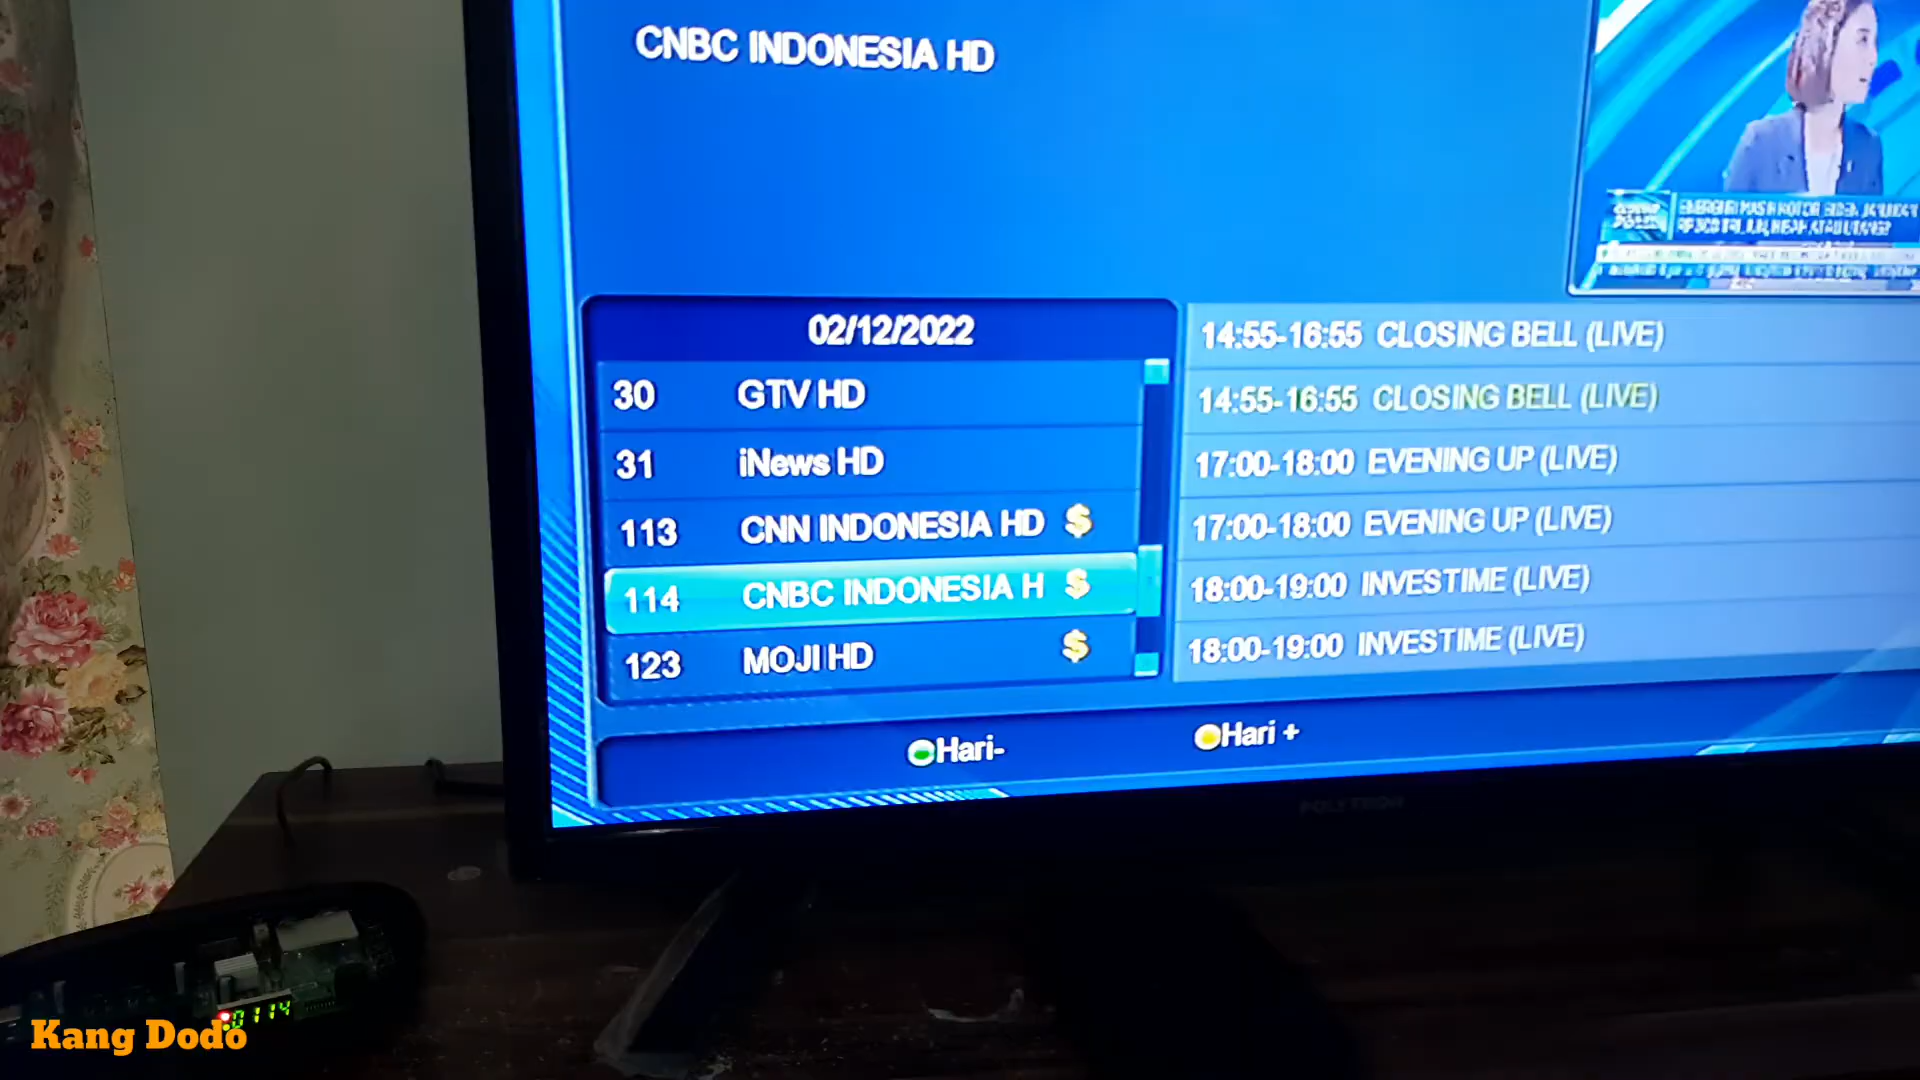 CNBC INDONESIA HD
02/12/2022
30 GTV HD
31 iNews HD
113 CNN INDONESIA HD $
114 CNBC INDONESIA H $
123 MOJI HD $
14:55-16:55 CLOSING BELL (LIVE)
14:55-16:55 CLOSING BELL (LIVE)
17:00-18:00 EVENING UP (LIVE)
17:00-18:00 EVENING UP (LIVE)
18:00-19:00 INVESTIME (LIVE)
18:00-19:00 INVESTIME (LIVE)
Hari-
Hari +
POLYTRON
0114
Kang Dodo